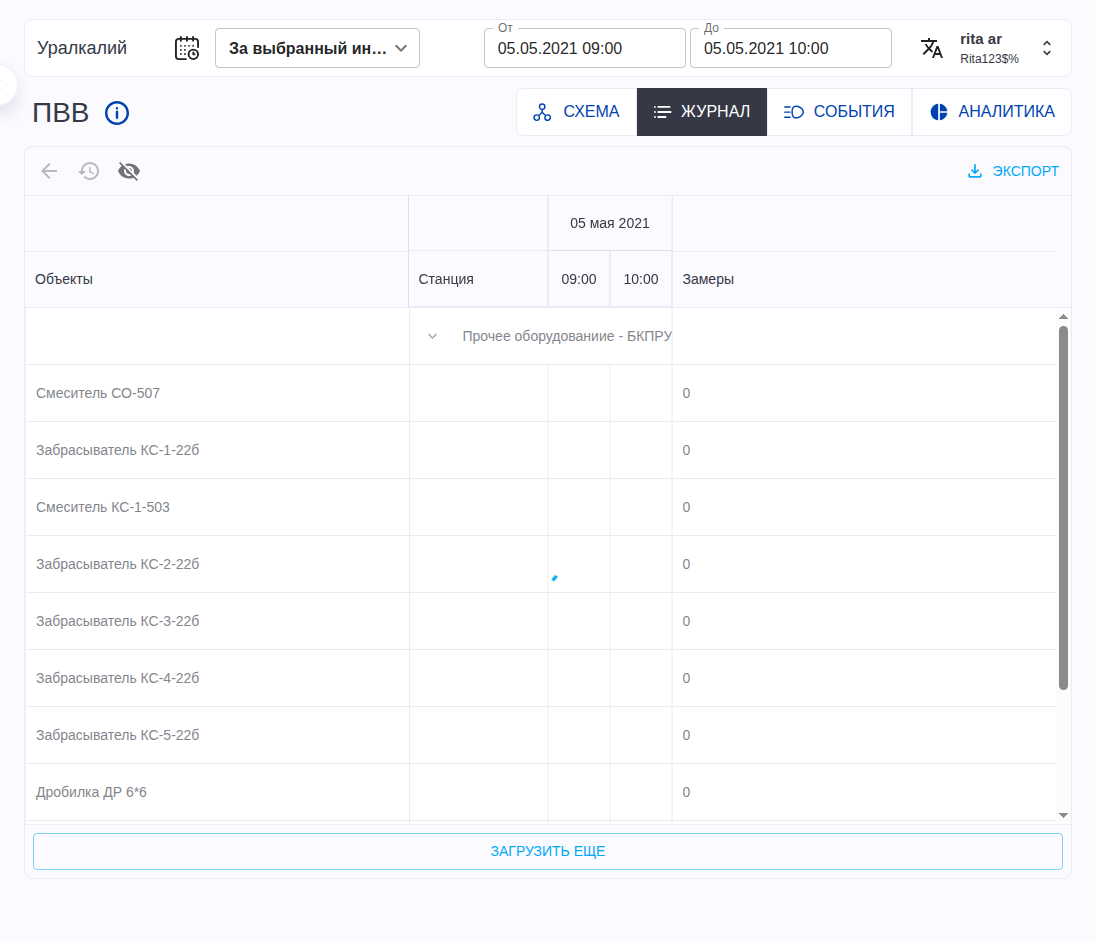 Уралкалий
За выбранный ин...
От
05.05.2021 09:00
До
05.05.2021 10:00
rita ar
Rita123$%
ПВВ
СХЕМА
ЖУРНАЛ
СОБЫТИЯ
АНАЛИТИКА
ЭКСПОРТ
05 мая 2021
Объекты
Станция
09:00
10:00
Замеры
Прочее оборудованиие - БКПРУ
Смеситель СО-507
0
Забрасыватель КС-1-22б
0
Смеситель КС-1-503
0
Забрасыватель КС-2-22б
0
Забрасыватель КС-3-22б
0
Забрасыватель КС-4-22б
0
Забрасыватель КС-5-22б
0
Дробилка ДР 6*6
0
ЗАГРУЗИТЬ ЕЩЕ